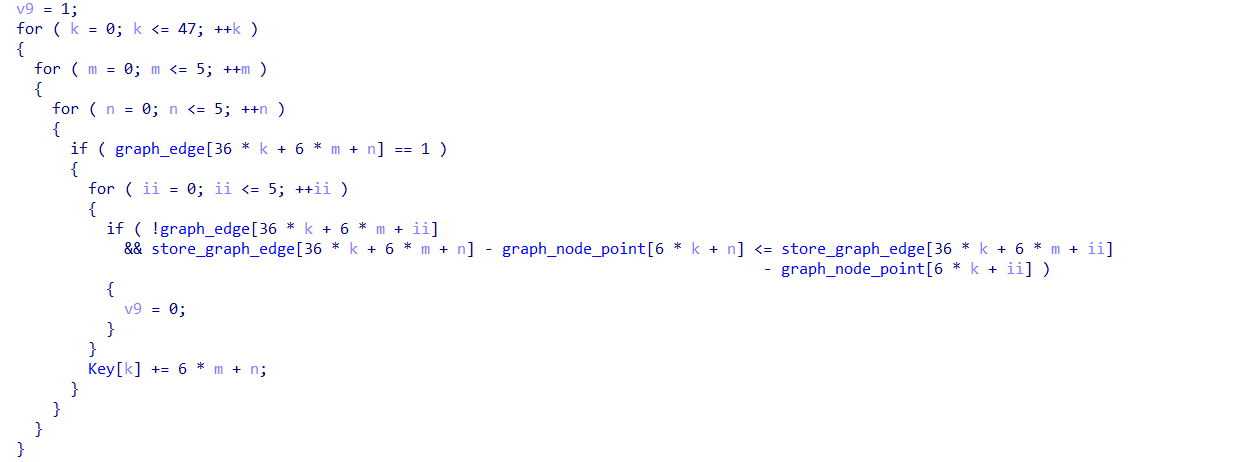 v9 = 1;
for ( k = 0; k <= 47; ++k )
{
for ( m = 0; m <= 5; ++m )
{
for ( n = 0; n <= 5; ++n )
{
if ( graph_edge[36 * k + 6 * m + n] == 1 )
{
for ( ii = 0; ii <= 5; ++ii )
{
if ( !graph_edge[36 * k + 6 * m + ii]
&& store_graph_edge[36 * k + 6 * m + n] - graph_node_point[6 * k + n] <= store_graph_edge[36 * k + 6 * m + ii]
- graph_node_point[6 * k + ii] )
{
v9 = 0;
}
}
Key[k] += 6 * m + n;
}
}
}
}